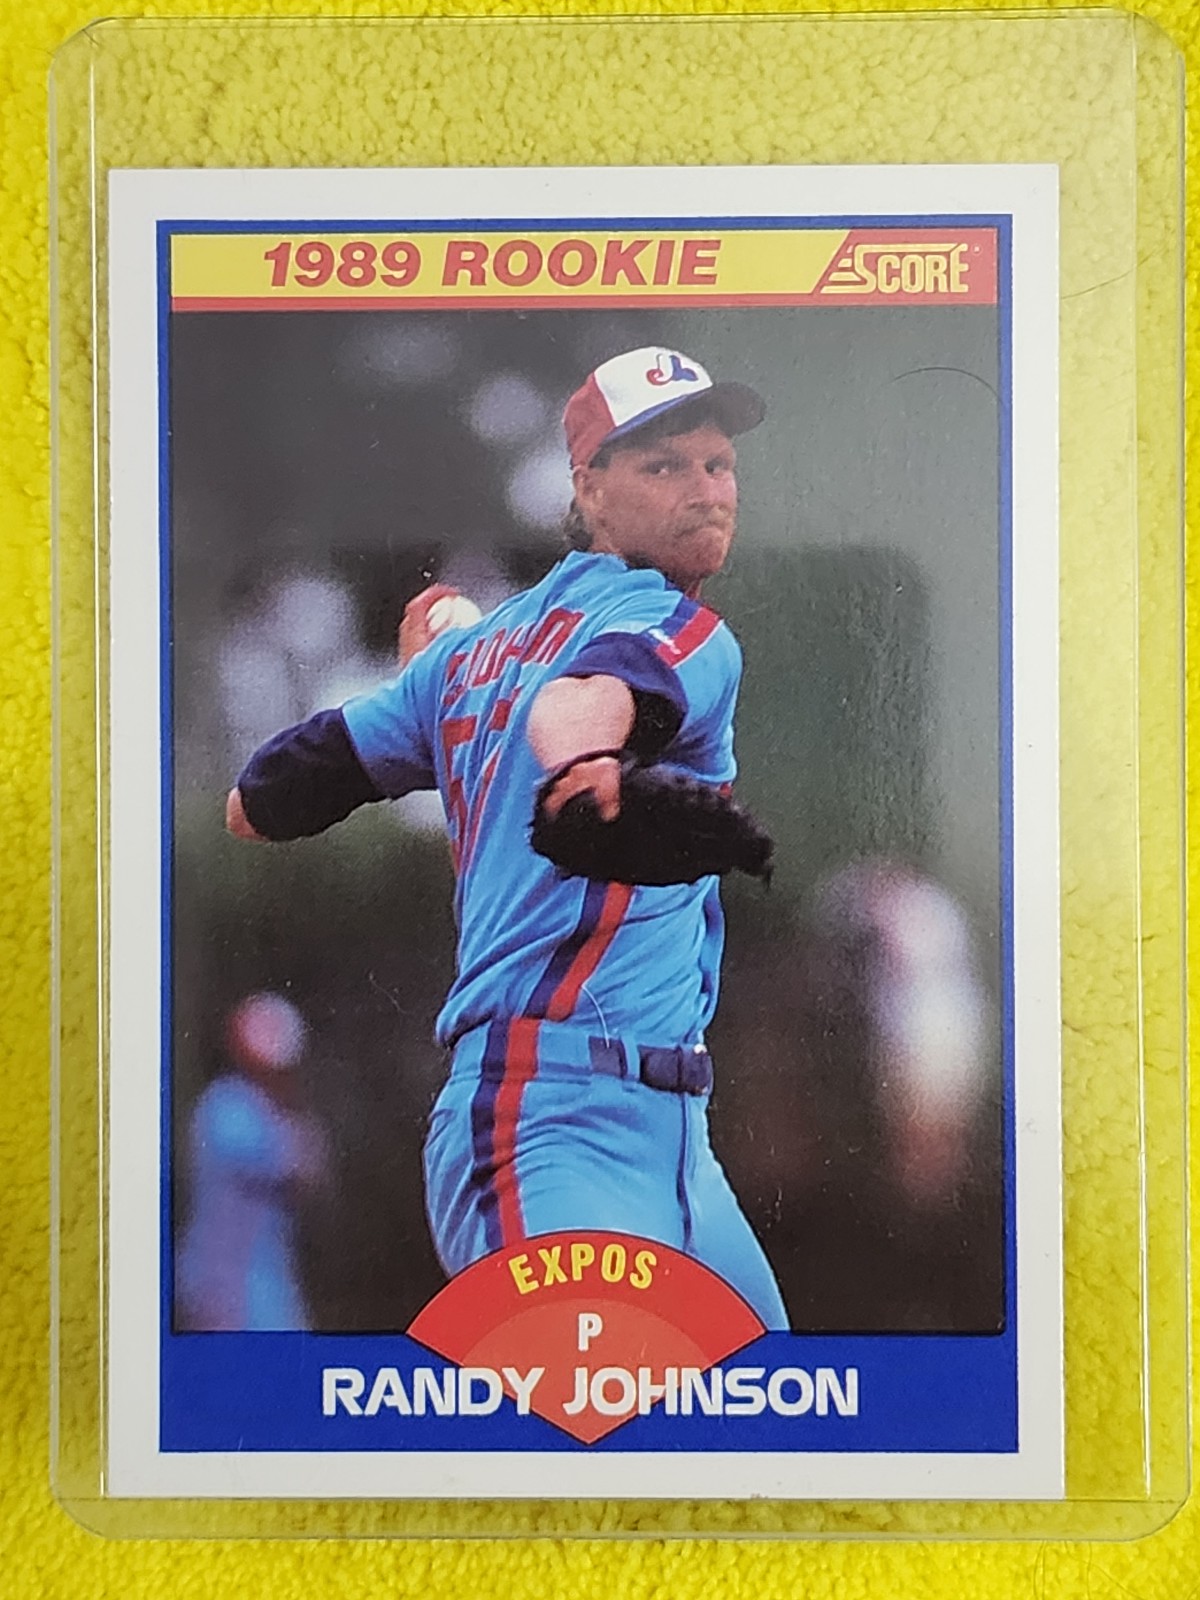 1989 ROOKIE
SCORE
EXPOS
P
RANDY JOHNSON